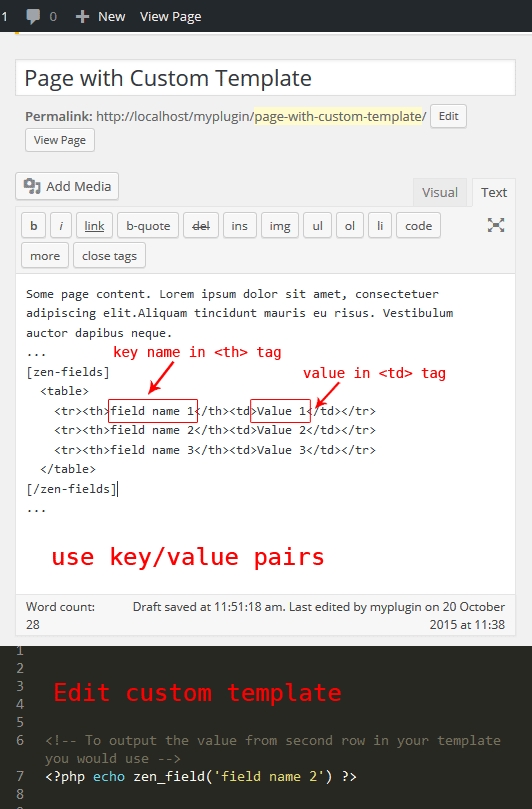 1 0 New View Page
Page with Custom Template
Permalink: http://localhost/myplugin/page-with-custom-template/ Edit
View Page
Add Media
Visual Text
b i link b-quote del ins img ul ol li code
more close tags
Some page content. Lorem ipsum dolor sit amet, consectetuer
adipiscing elit.Aliquam tincidunt mauris eu risus. Vestibulum
auctor dapibus neque.
...
key name in <th> tag
[zen-fields]
value in <td> tag
<table>
<tr><th>field name 1</th><td>Value 1</td></tr>
<tr><th>field name 2</th><td>Value 2</td></tr>
<tr><th>field name 3</th><td>Value 3</td></tr>
</table>
[/zen-fields]
...
use key/value pairs
Word count: Draft saved at 11:51:18 am. Last edited by myplugin on 20 October
28 2015 at 11:38
1
2
3 Edit custom template
4
5
6 <!-- To output the value from second row in your template
you would use -->
7 <?php echo zen_field('field name 2') ?>
8